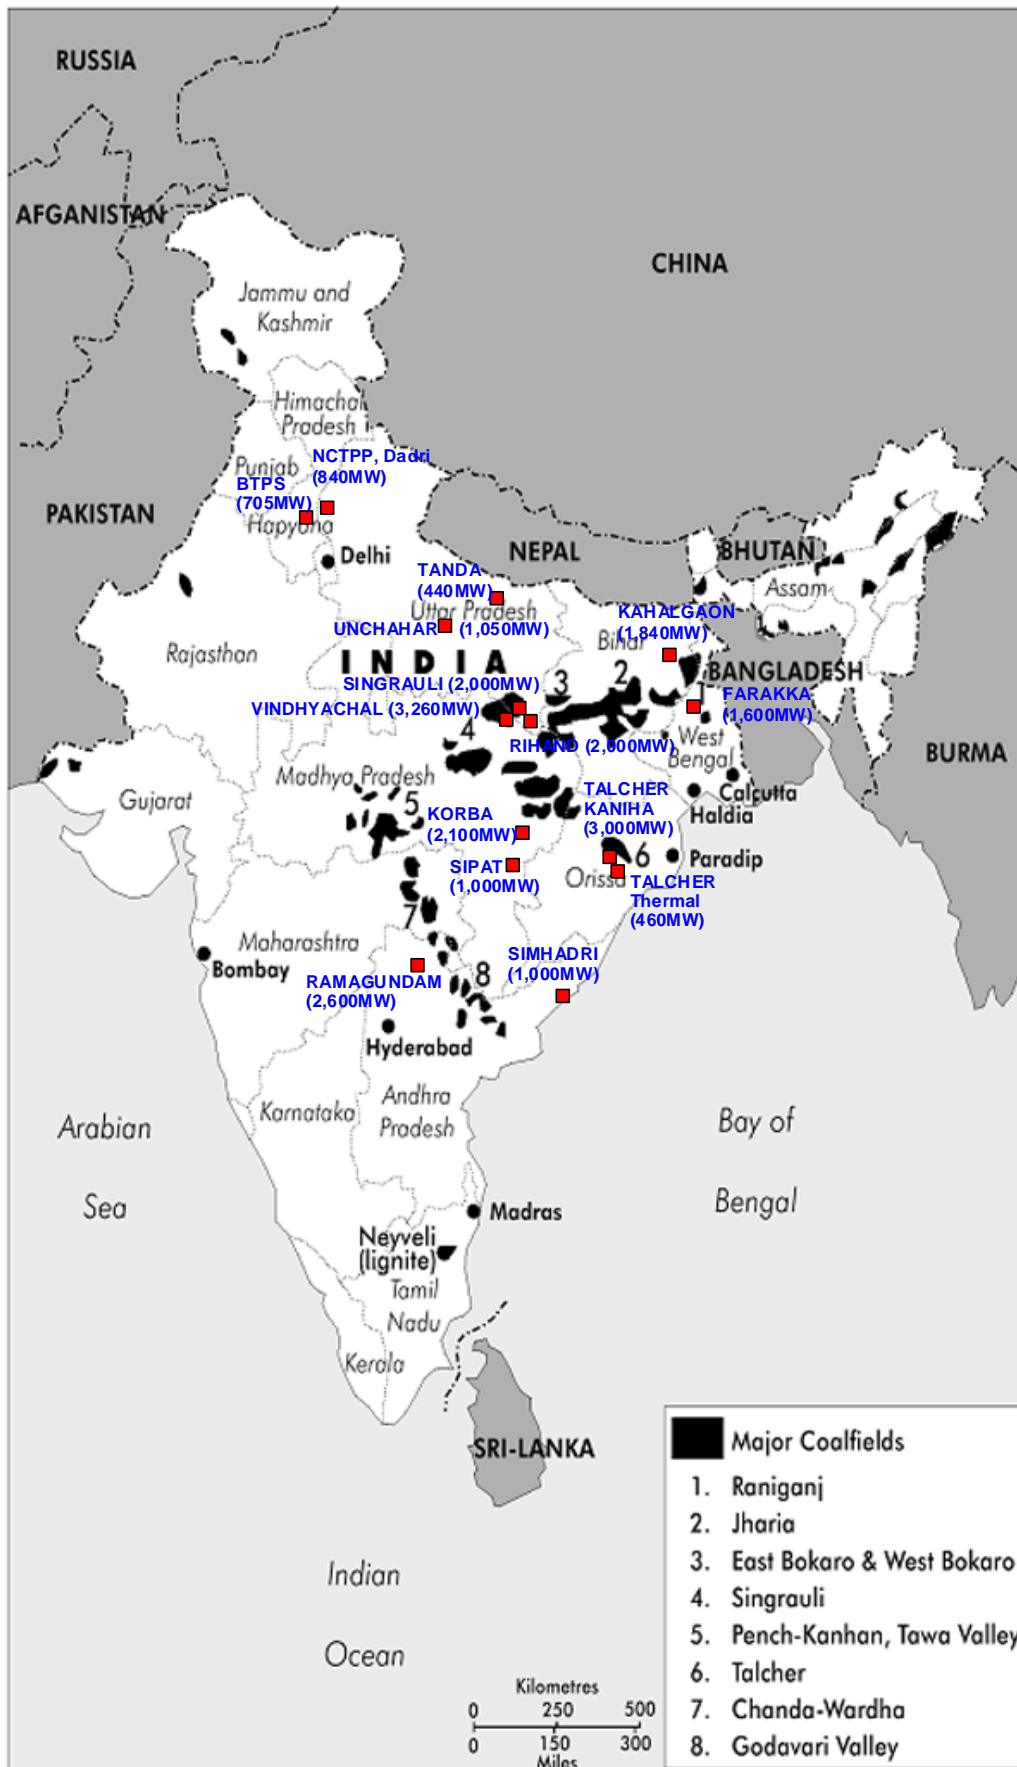 RUSSIA
AFGANISTAN
CHINA
Jammu and
Kashmir
Himachal
Pradesh
Punjab
NCTPP, Dadri
(840MW)
BTPS
(705MW)
Hapyana
PAKISTAN
Delhi
NEPAL
BHUTAN
TANDA
(440MW)
Uttar Pradesh
Assam
KAHALGAON
(1,840MW)
UNCHAHAR (1,050MW)
Bihar
Rajasthan
INDIA
BANGLADESH
SINGRAULI (2,000MW)
2
3
1
FARAKKA
(1,600MW)
VINDHYACHAL (3,260MW)
4
RIHAND (2,000MW)
West
Bengal
BURMA
Madhya Pradesh
Gujarat
5
TALCHER
KANIHA
(3,000MW)
Calcutta
Haldia
KORBA
(2,100MW)
6
Paradip
SIPAT
(1,000MW)
Orissa
TALCHER
Thermal
(460MW)
7
Maharashtra
Bombay
SIMHADRI
(1,000MW)
RAMAGUNDAM
(2,600MW)
8
Hyderabad
Karnataka
Andhra
Pradesh
Arabian
Sea
Bay of
Bengal
Madras
Neyveli
(lignite)
Tamil
Nadu
Kerala
SRI-LANKA
Indian
Ocean
Major Coalfields
1. Raniganj
2. Jharia
3. East Bokaro & West Bokaro
4. Singrauli
5. Pench-Kanhan, Tawa Valley
6. Talcher
7. Chanda-Wardha
8. Godavari Valley
Kilometres
0 250 500
0 150 300
Miles